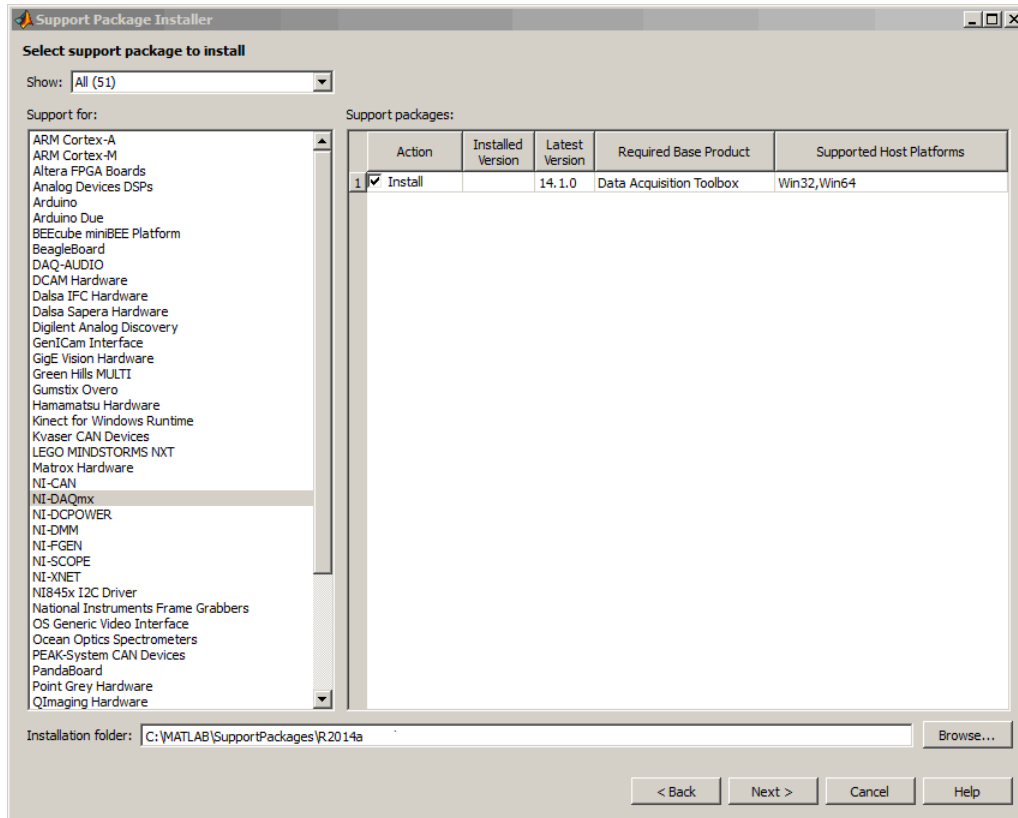 Support Package Installer
Select support package to install
Show: All (51)
Support for:
Support packages:
ARM Cortex-A
ARM Cortex-M
Altera FPGA Boards
Analog Devices DSPs
Arduino
Arduino Due
BEEcube miniBEE Platform
BeagleBoard
DAQ-AUDIO
DCAM Hardware
Dalsa IFC Hardware
Dalsa Sapera Hardware
Digilent Analog Discovery
GenICam Interface
GigE Vision Hardware
Green Hills MULTI
Gumstix Overo
Hamamatsu Hardware
Kinect for Windows Runtime
Kvaser CAN Devices
LEGO MINDSTORMS NXT
Matrox Hardware
NI-CAN
NI-DAQmx
NI-DCPOWER
NI-DMM
NI-FGEN
NI-SCOPE
NI-XNET
NI845x I2C Driver
National Instruments Frame Grabbers
OS Generic Video Interface
Ocean Optics Spectrometers
PEAK-System CAN Devices
PandaBoard
Point Grey Hardware
QImaging Hardware
Action Installed Version Latest Version Required Base Product Supported Host Platforms
1 Install 14.1.0 Data Acquisition Toolbox Win32,Win64
Installation folder: C:\MATLAB\SupportPackages\R2014a Browse...
< Back Next > Cancel Help